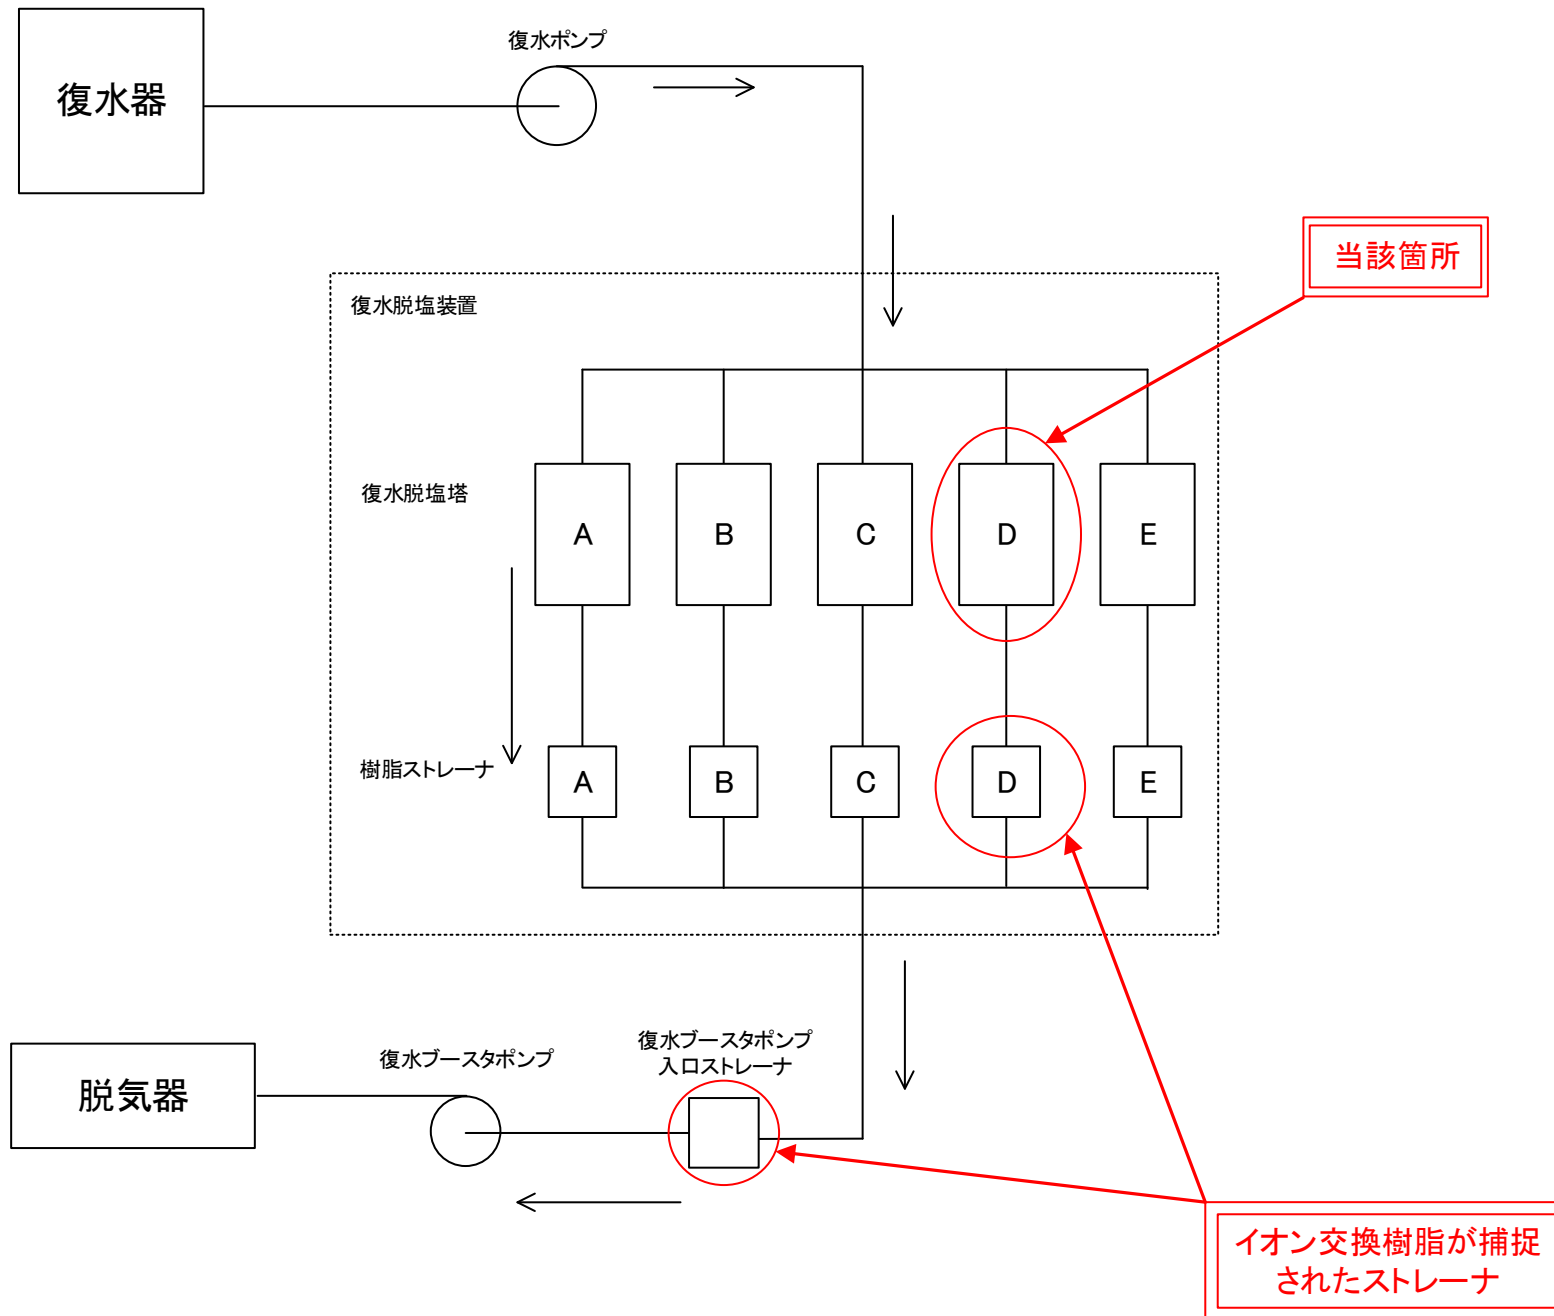 復水ポンプ
復水器
当該箇所
復水脱塩装置
復水脱塩塔
A
B
C
D
E
樹脂ストレーナ
A
B
C
D
E
復水ブースタポンプ
入口ストレーナ
復水ブースタポンプ
脱気器
イオン交換樹脂が捕捉
されたストレーナ